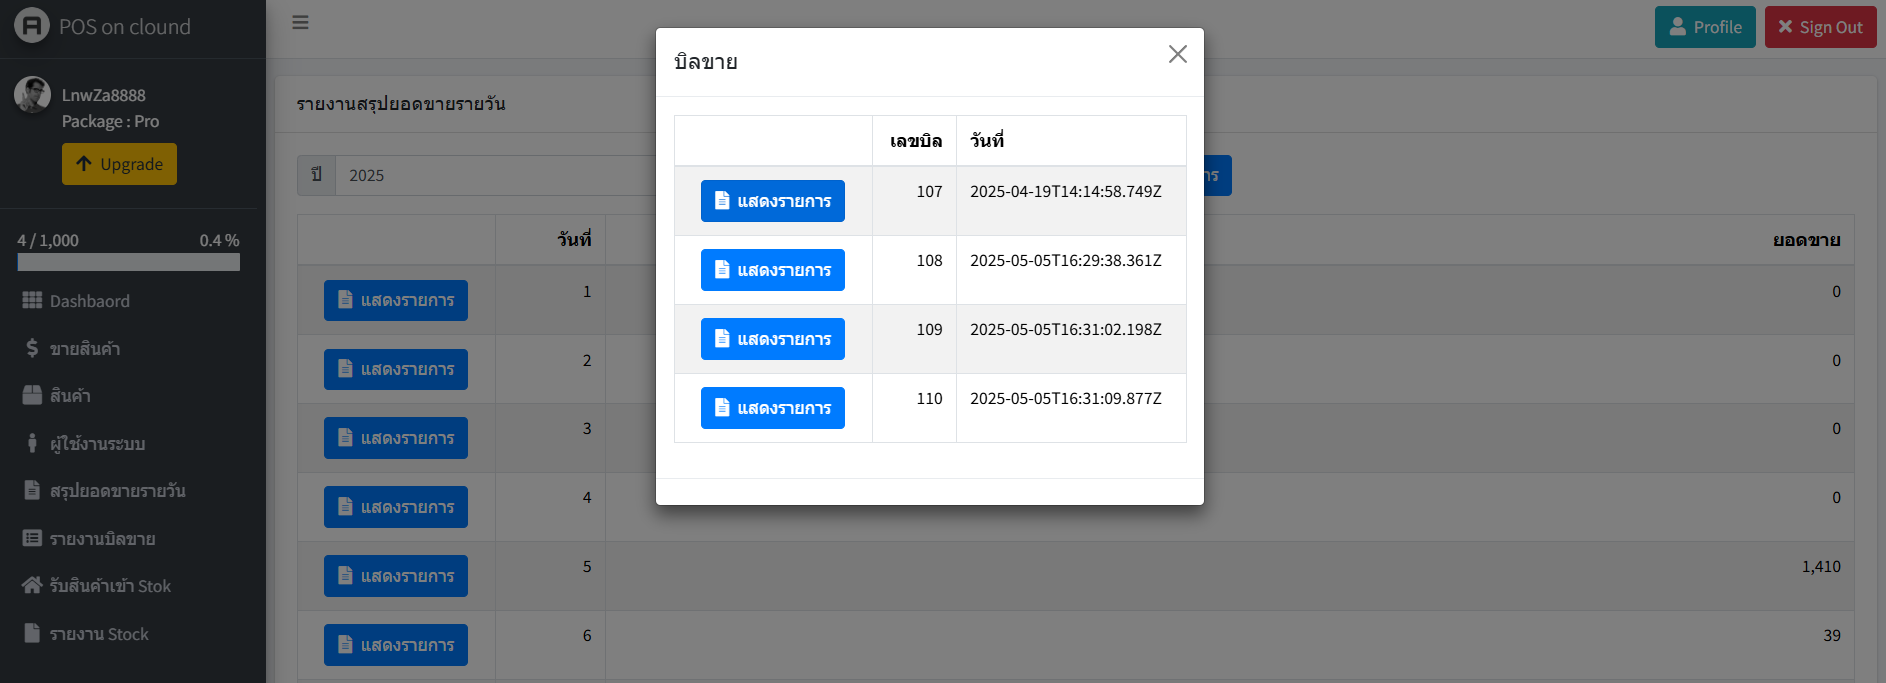 POS on clound
LnwZa8888
Package : Pro
Upgrade
4 / 1,000 0.4 %
Dashbaord
ขายสินค้า
สินค้า
ผู้ใช้งานระบบ
สรุปยอดขายรายวัน
รายงานบิลขาย
รับสินค้าเข้า Stok
รายงาน Stock
Profile Sign Out
รายงานสรุปยอดขายรายวัน
ปี 2025
วันที่ ยอดขาย
แสดงรายการ 1 0
แสดงรายการ 2 0
แสดงรายการ 3 0
แสดงรายการ 4 0
แสดงรายการ 5 1,410
แสดงรายการ 6 39
บิลขาย
เลขบิล วันที่
แสดงรายการ 107 2025-04-19T14:14:58.749Z
แสดงรายการ 108 2025-05-05T16:29:38.361Z
แสดงรายการ 109 2025-05-05T16:31:02.198Z
แสดงรายการ 110 2025-05-05T16:31:09.877Z